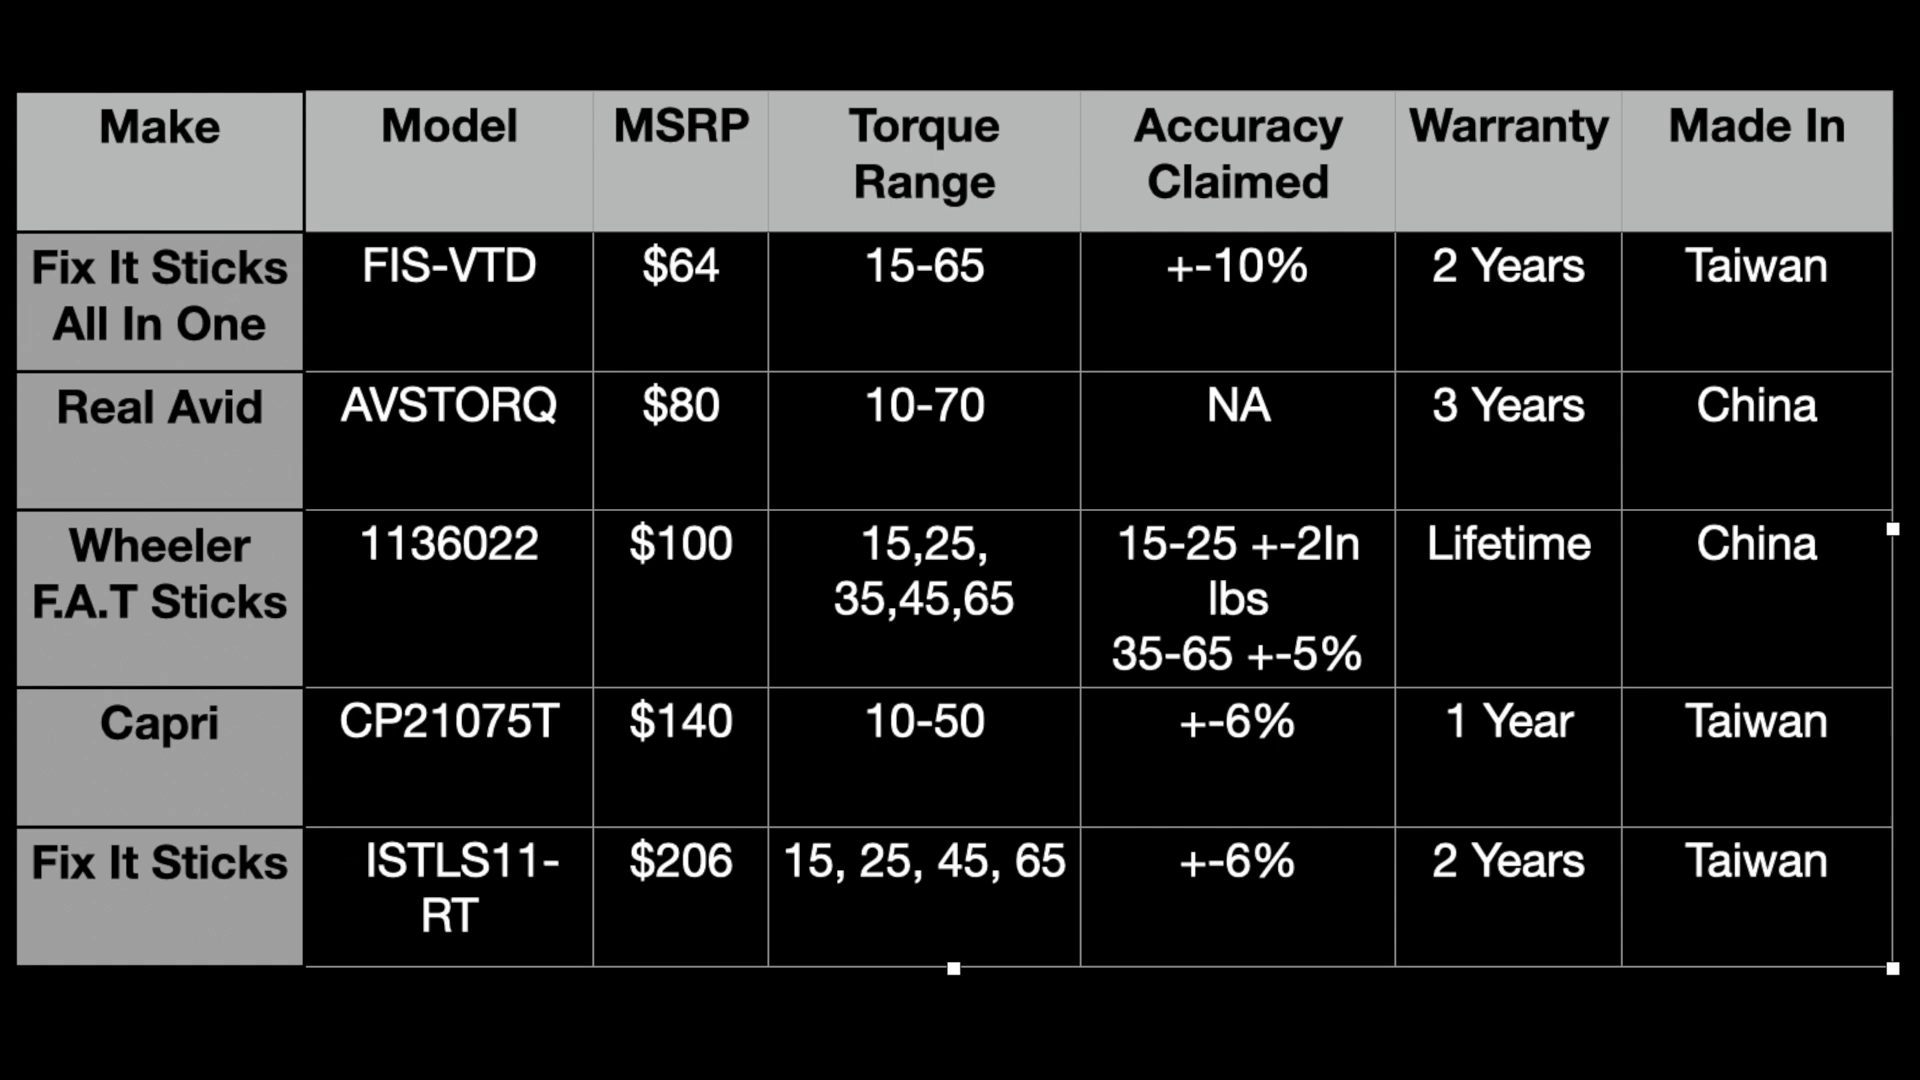 Make Model MSRP Torque Range Accuracy Claimed Warranty Made In
Fix It Sticks All In One FIS-VTD $64 15-65 +-10% 2 Years Taiwan
Real Avid AVSTORQ $80 10-70 NA 3 Years China
Wheeler F.A.T Sticks 1136022 $100 15,25, 35,45,65 15-25 +-2In lbs 35-65 +-5% Lifetime China
Capri CP21075T $140 10-50 +-6% 1 Year Taiwan
Fix It Sticks ISTLS11-RT $206 15, 25, 45, 65 +-6% 2 Years Taiwan